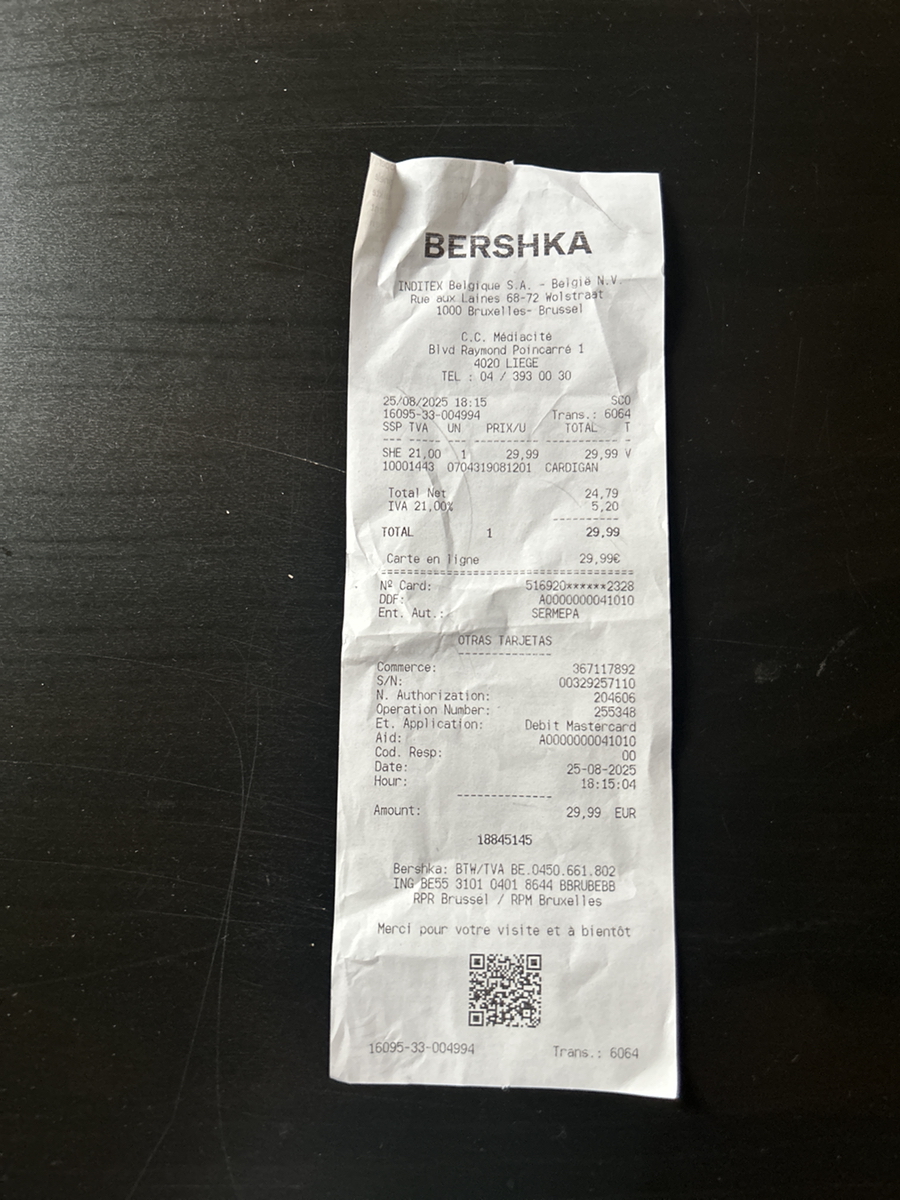 BERSHKA
INDITEX Belgique S.A. - België N.V.
Rue aux Laines 68-72 Wolstraat
1000 Bruxelles- Brussel
C.C. Médiacité
Blvd Raymond Poincarré 1
4020 LIEGE
TEL : 04 / 393 00 30
25/08/2025 18:15 SCO
16095-33-004994 Trans.: 6064
SSP TVA UN PRIX/U TOTAL T
--- ---- --- -------- ---------- -
SHE 21,00 1 29,99 29,99 V
10001443 0704319081201 CARDIGAN
Total Net 24,79
IVA 21,00% 5,20
----------
TOTAL 1 29,99
Carte en ligne 29,99€
======================================
Nº Card: 516920******2328
DDF: A0000000041010
Ent. Aut.: SERMEPA
OTRAS TARJETAS
--------------
Commerce: 367117892
S/N: 00329257110
N. Authorization: 204606
Operation Number: 255348
Et. Application: Debit Mastercard
Aid: A0000000041010
Cod. Resp: 00
Date: 25-08-2025
Hour: 18:15:04
--------------
Amount: 29,99 EUR
18845145
Bershka: BTW/TVA BE.0450.661.802
ING BE55 3101 0401 8644 BBRUBEBB
RPR Brussel / RPM Bruxelles
Merci pour votre visite et à bientôt
16095-33-004994 Trans.: 6064